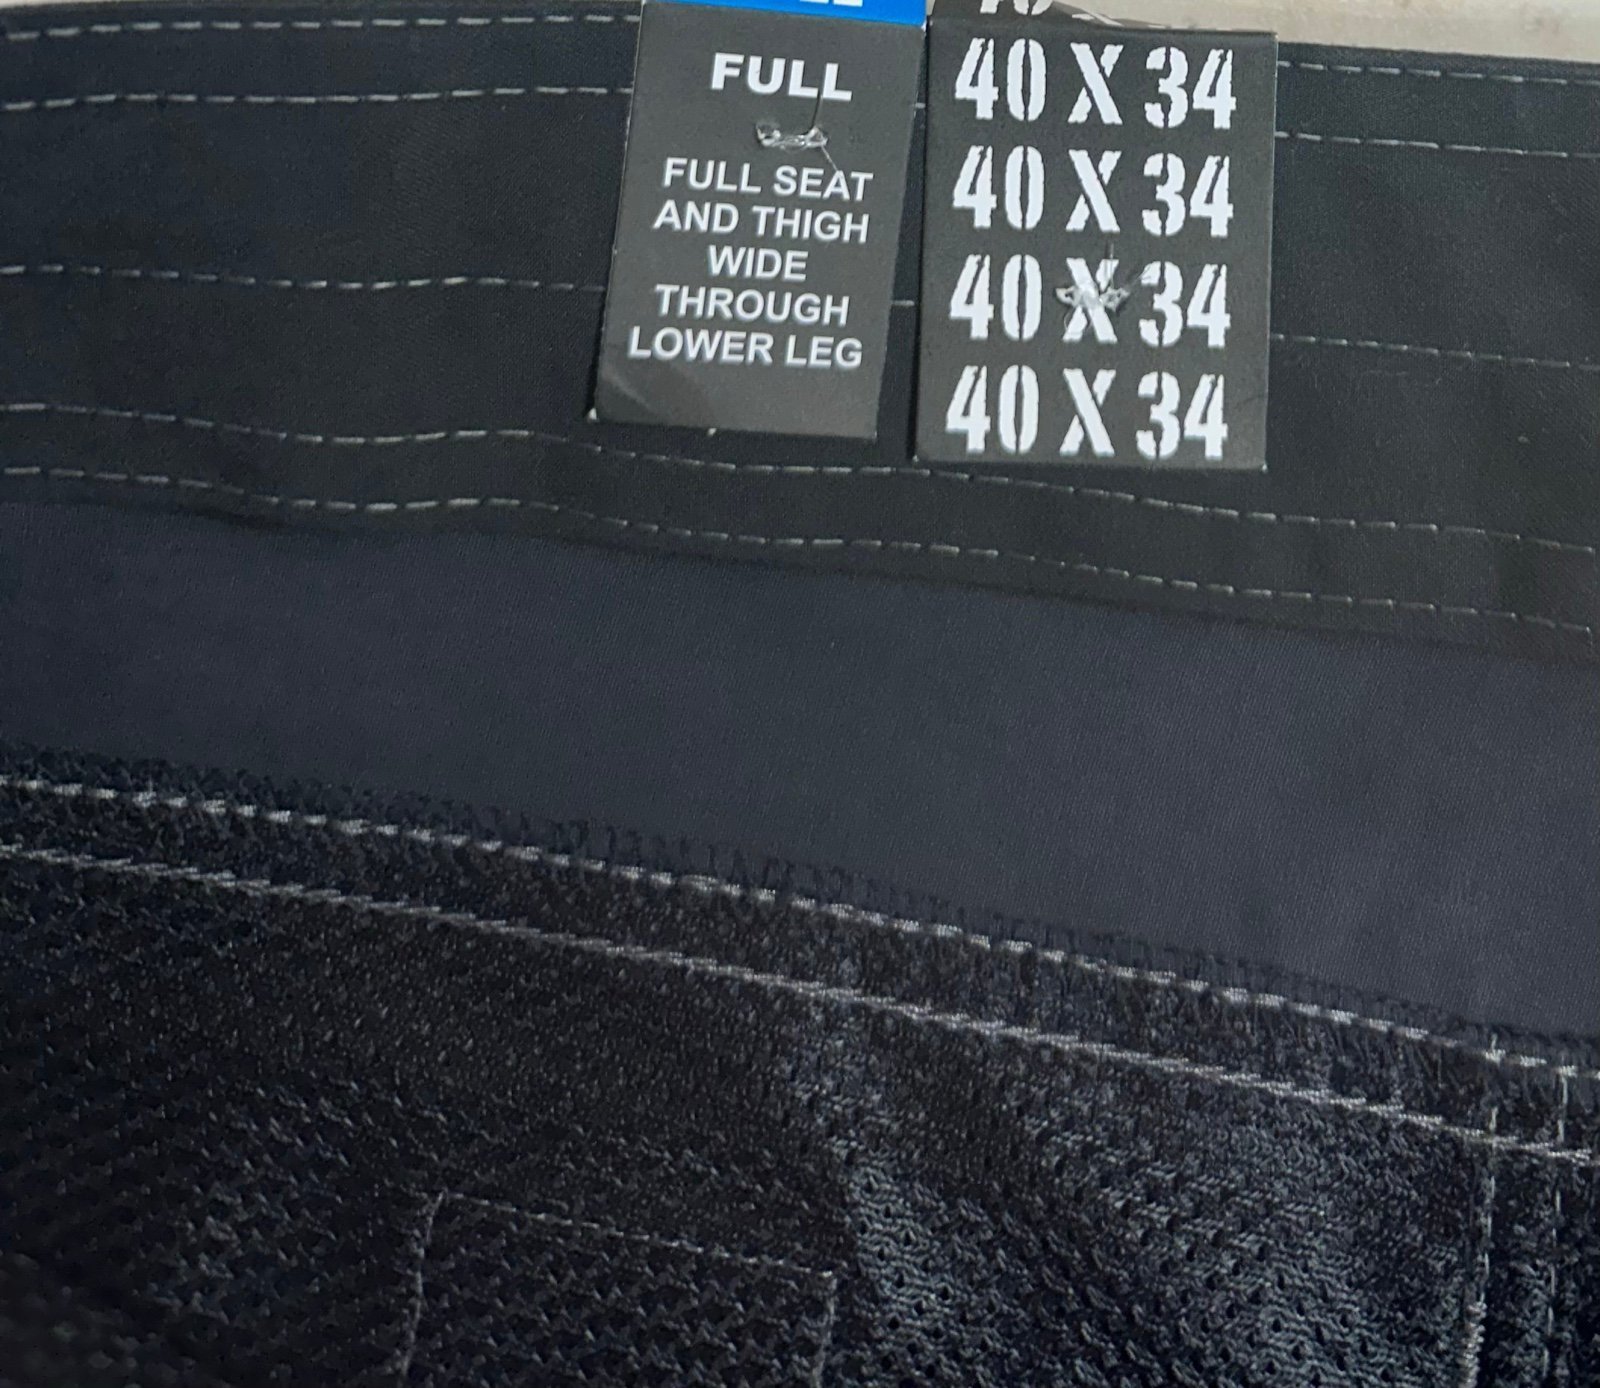 FULL
FULL SEAT
AND THIGH
WIDE
THROUGH
LOWER LEG
40 X 34
40 X 34
40 X 34
40 X 34